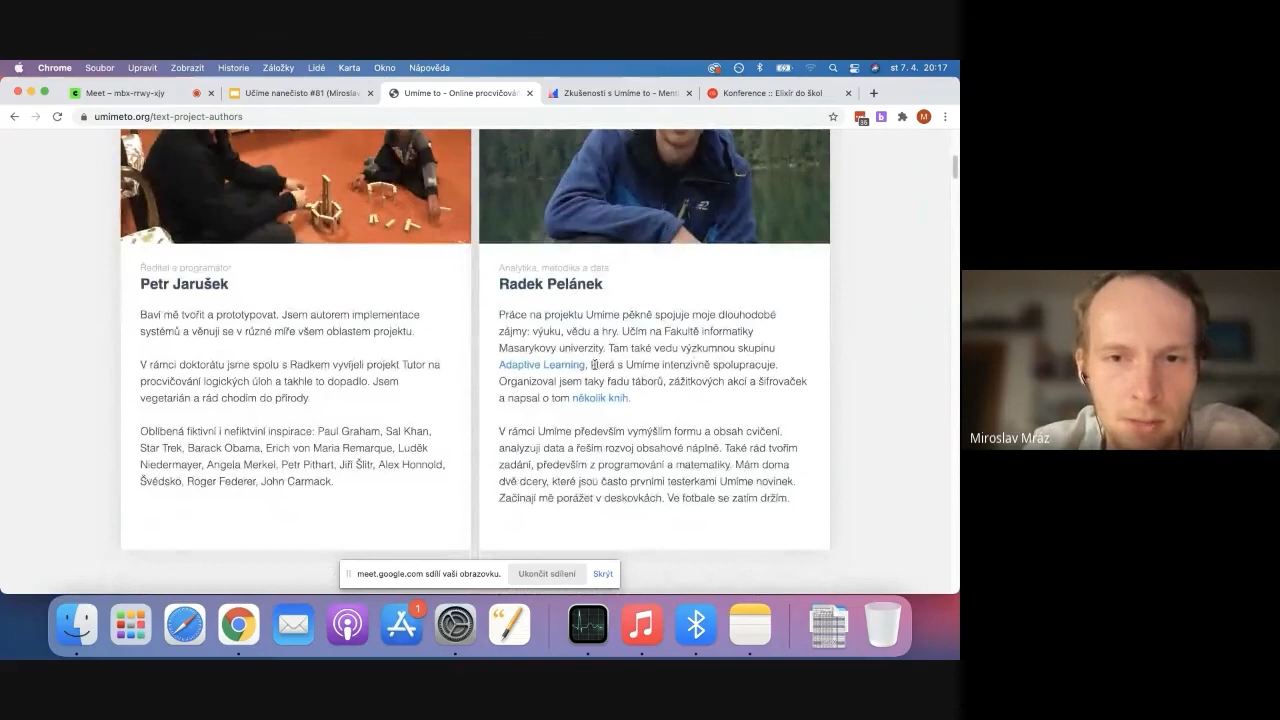 Chrome Soubor Upravit Zobrazit Historie Záložky Lidé Karta Okno Nápověda st 7. 4. 20:17
Meet – mbx-rrwy-xjy
Učíme nanečisto #81 (Miroslav
Umíme to - Online procvičován
Zkušenosti s Umíme to - Ment
Konference :: Elixír do škol
umimeto.org/text-project-authors
36
M
Ředitel a programátor
Petr Jarušek
Baví mě tvořit a prototypovat. Jsem autorem implementace
systémů a věnuji se v různé míře všem oblastem projektu.
V rámci doktorátu jsme spolu s Radkem vyvíjeli projekt Tutor na
procvičování logických úloh a takhle to dopadlo. Jsem
vegetarián a rád chodím do přírody
Oblíbená fiktivní i nefiktivní inspirace: Paul Graham, Sal Khan,
Star Trek, Barack Obama, Erich von Maria Remarque, Luděk
Niedermayer, Angela Merkel, Petr Pithart, Jiří Šlitr, Alex Honnold,
Švédsko, Roger Federer, John Carmack.
Analytika, metodika a data
Radek Pelánek
Práce na projektu Umíme pěkně spojuje moje dlouhodobé
zájmy: výuku, vědu a hry. Učím na Fakultě informatiky
Masarykovy univerzity. Tam také vedu výzkumnou skupinu
Adaptive Learning, která s Umíme intenzivně spolupracuje.
Organizoval jsem taky řadu táborů, zážitkových akcí a šifrovaček
a napsal o tom několik knih.
V rámci Umíme především vymýšlím formu a obsah cvičení,
analyzuji data a řeším rozvoj obsahové náplně. Také rád tvořím
zadání, především z programování a matematiky. Mám doma
dvě dcery, které jsou často prvními testerkami Umíme novinek.
Začínají mě porážet v deskovkách. Ve fotbale se zatím držím.
meet.google.com sdílí vaši obrazovku. Ukončit sdílení Skrýt
1
Miroslav Mráz